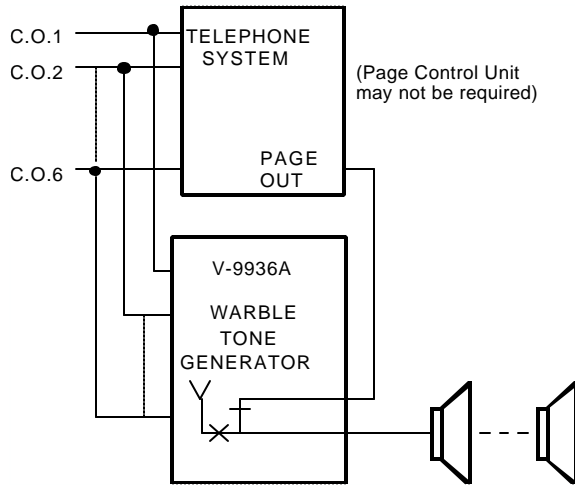 C.O.1
C.O.2
C.O.6
TELEPHONE
SYSTEM
PAGE
OUT
(Page Control Unit
may not be required)
V-9936A
WARBLE
TONE
GENERATOR